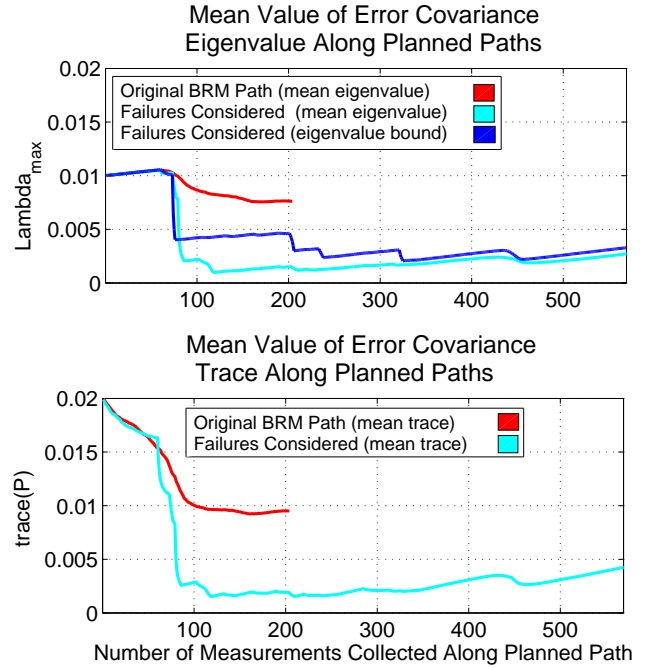 Mean Value of Error Covariance
Eigenvalue Along Planned Paths
0.02
0.015
0.01
0.005
0
Lambda_max
Original BRM Path (mean eigenvalue)
Failures Considered (mean eigenvalue)
Failures Considered (eigenvalue bound)
100
200
300
400
500
Mean Value of Error Covariance
Trace Along Planned Paths
0.02
0.015
0.01
0.005
0
trace(P)
Original BRM Path (mean trace)
Failures Considered (mean trace)
100
200
300
400
500
Number of Measurements Collected Along Planned Path